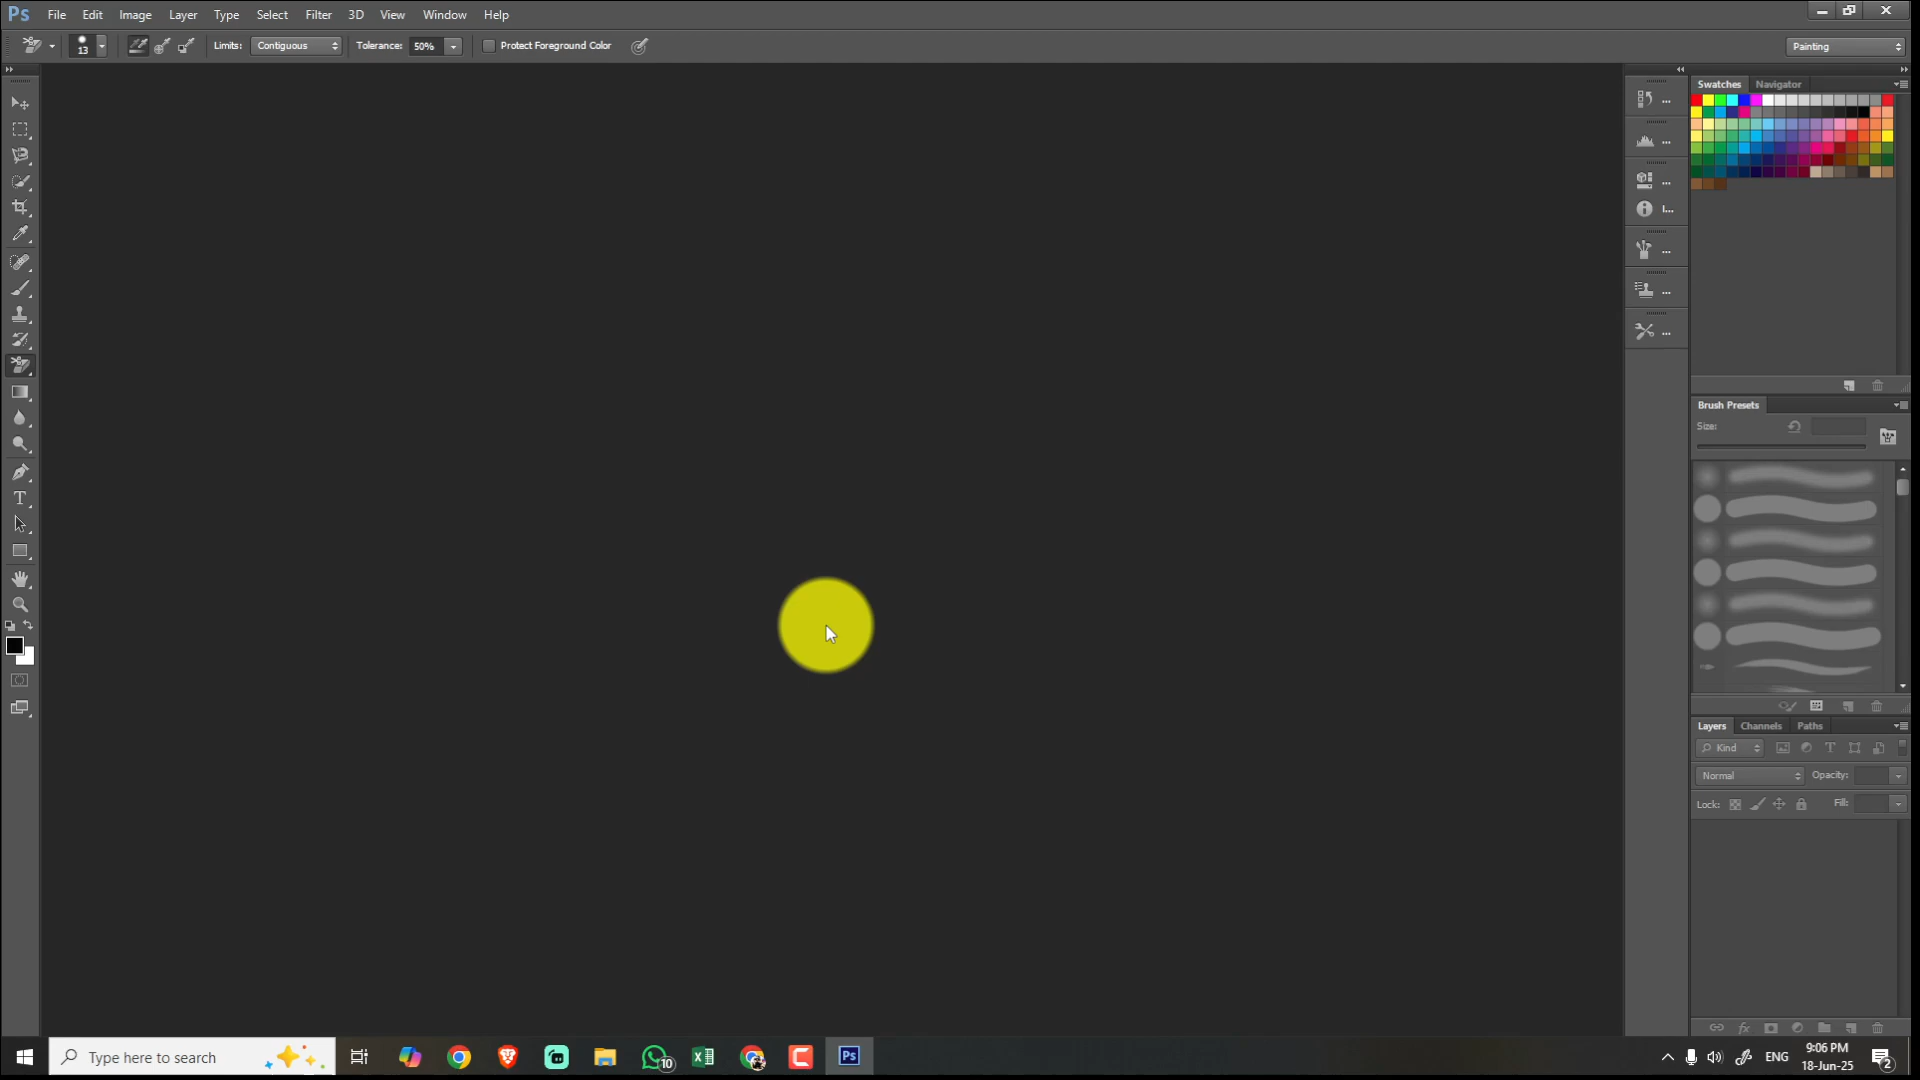 Ps File Edit Image Layer Type Select Filter 3D View Window Help
13 Limits: Contiguous Tolerance: 50% Protect Foreground Color Painting
Swatches Navigator
Brush Presets
Size:
Layers Channels Paths
Kind
Normal Opacity:
Lock: Fill:
Type here to search
10
Ps
ENG
9:06 PM
18-Jun-25
2